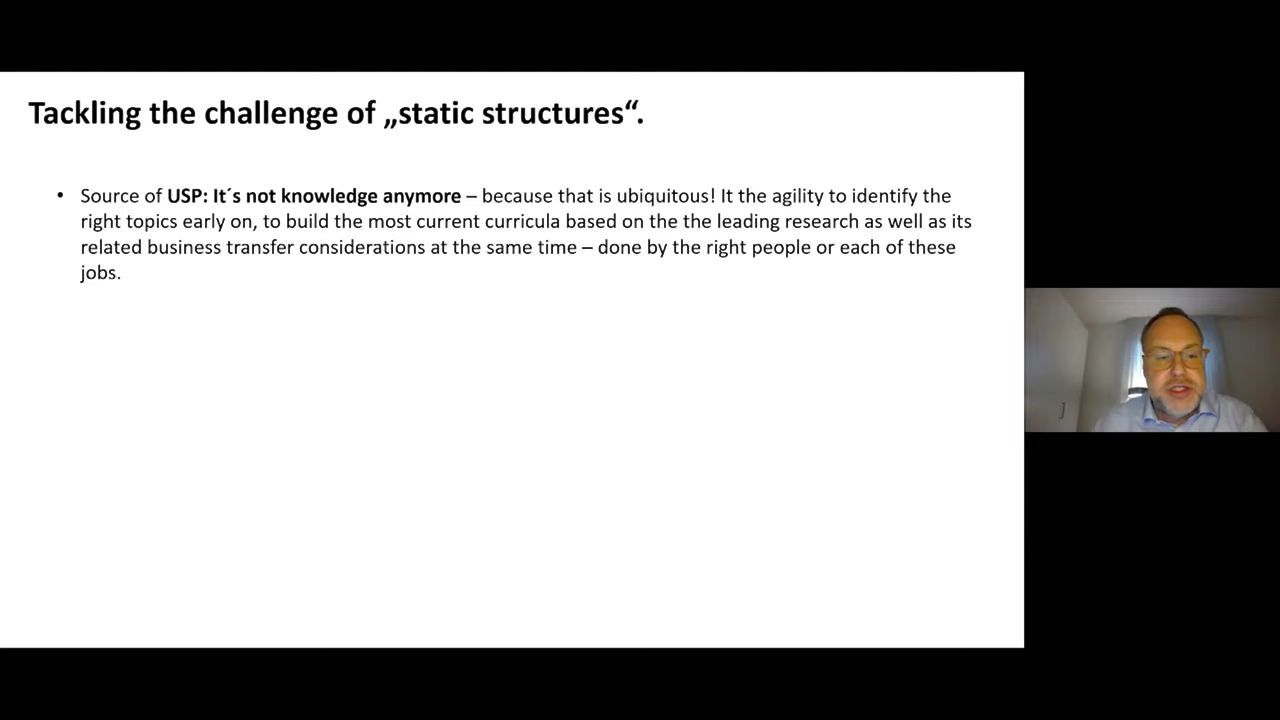 Tackling the challenge of „static structures“.
• Source of USP: It´s not knowledge anymore – because that is ubiquitous! It the agility to identify the
right topics early on, to build the most current curricula based on the the leading research as well as its
related business transfer considerations at the same time – done by the right people or each of these
jobs.